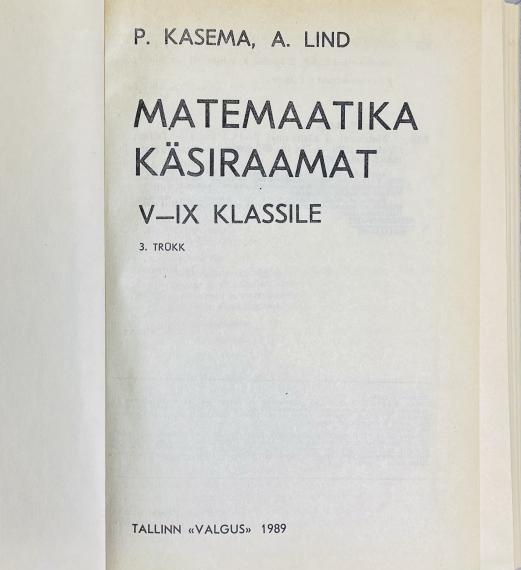 P. KASEMA, A. LIND
MATEMAATIKA
KÄSIRAAMAT
V—IX KLASSILE
3. TRÜKK
TALLINN «VALGUS» 1989